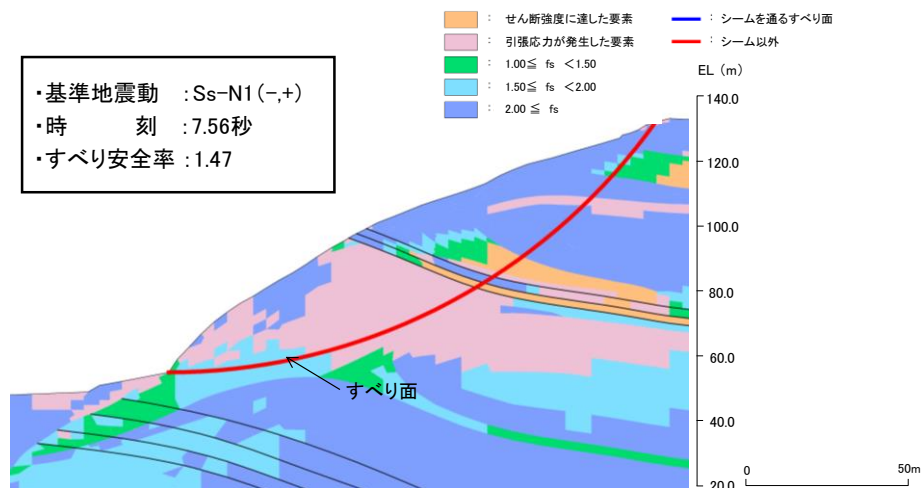 ：せん断強度に達した要素
：引張応力が発生した要素
：1.00≦ fs ＜1.50
：1.50≦ fs ＜2.00
：2.00 ≦ fs
：シームを通るすべり面
：シーム以外
・基準地震動 ：Ss-N1(-,+)
・時 刻 ：7.56秒
・すべり安全率：1.47
EL (m)
140.0
120.0
100.0
80.0
60.0
40.0
20.0
すべり面
0 50m